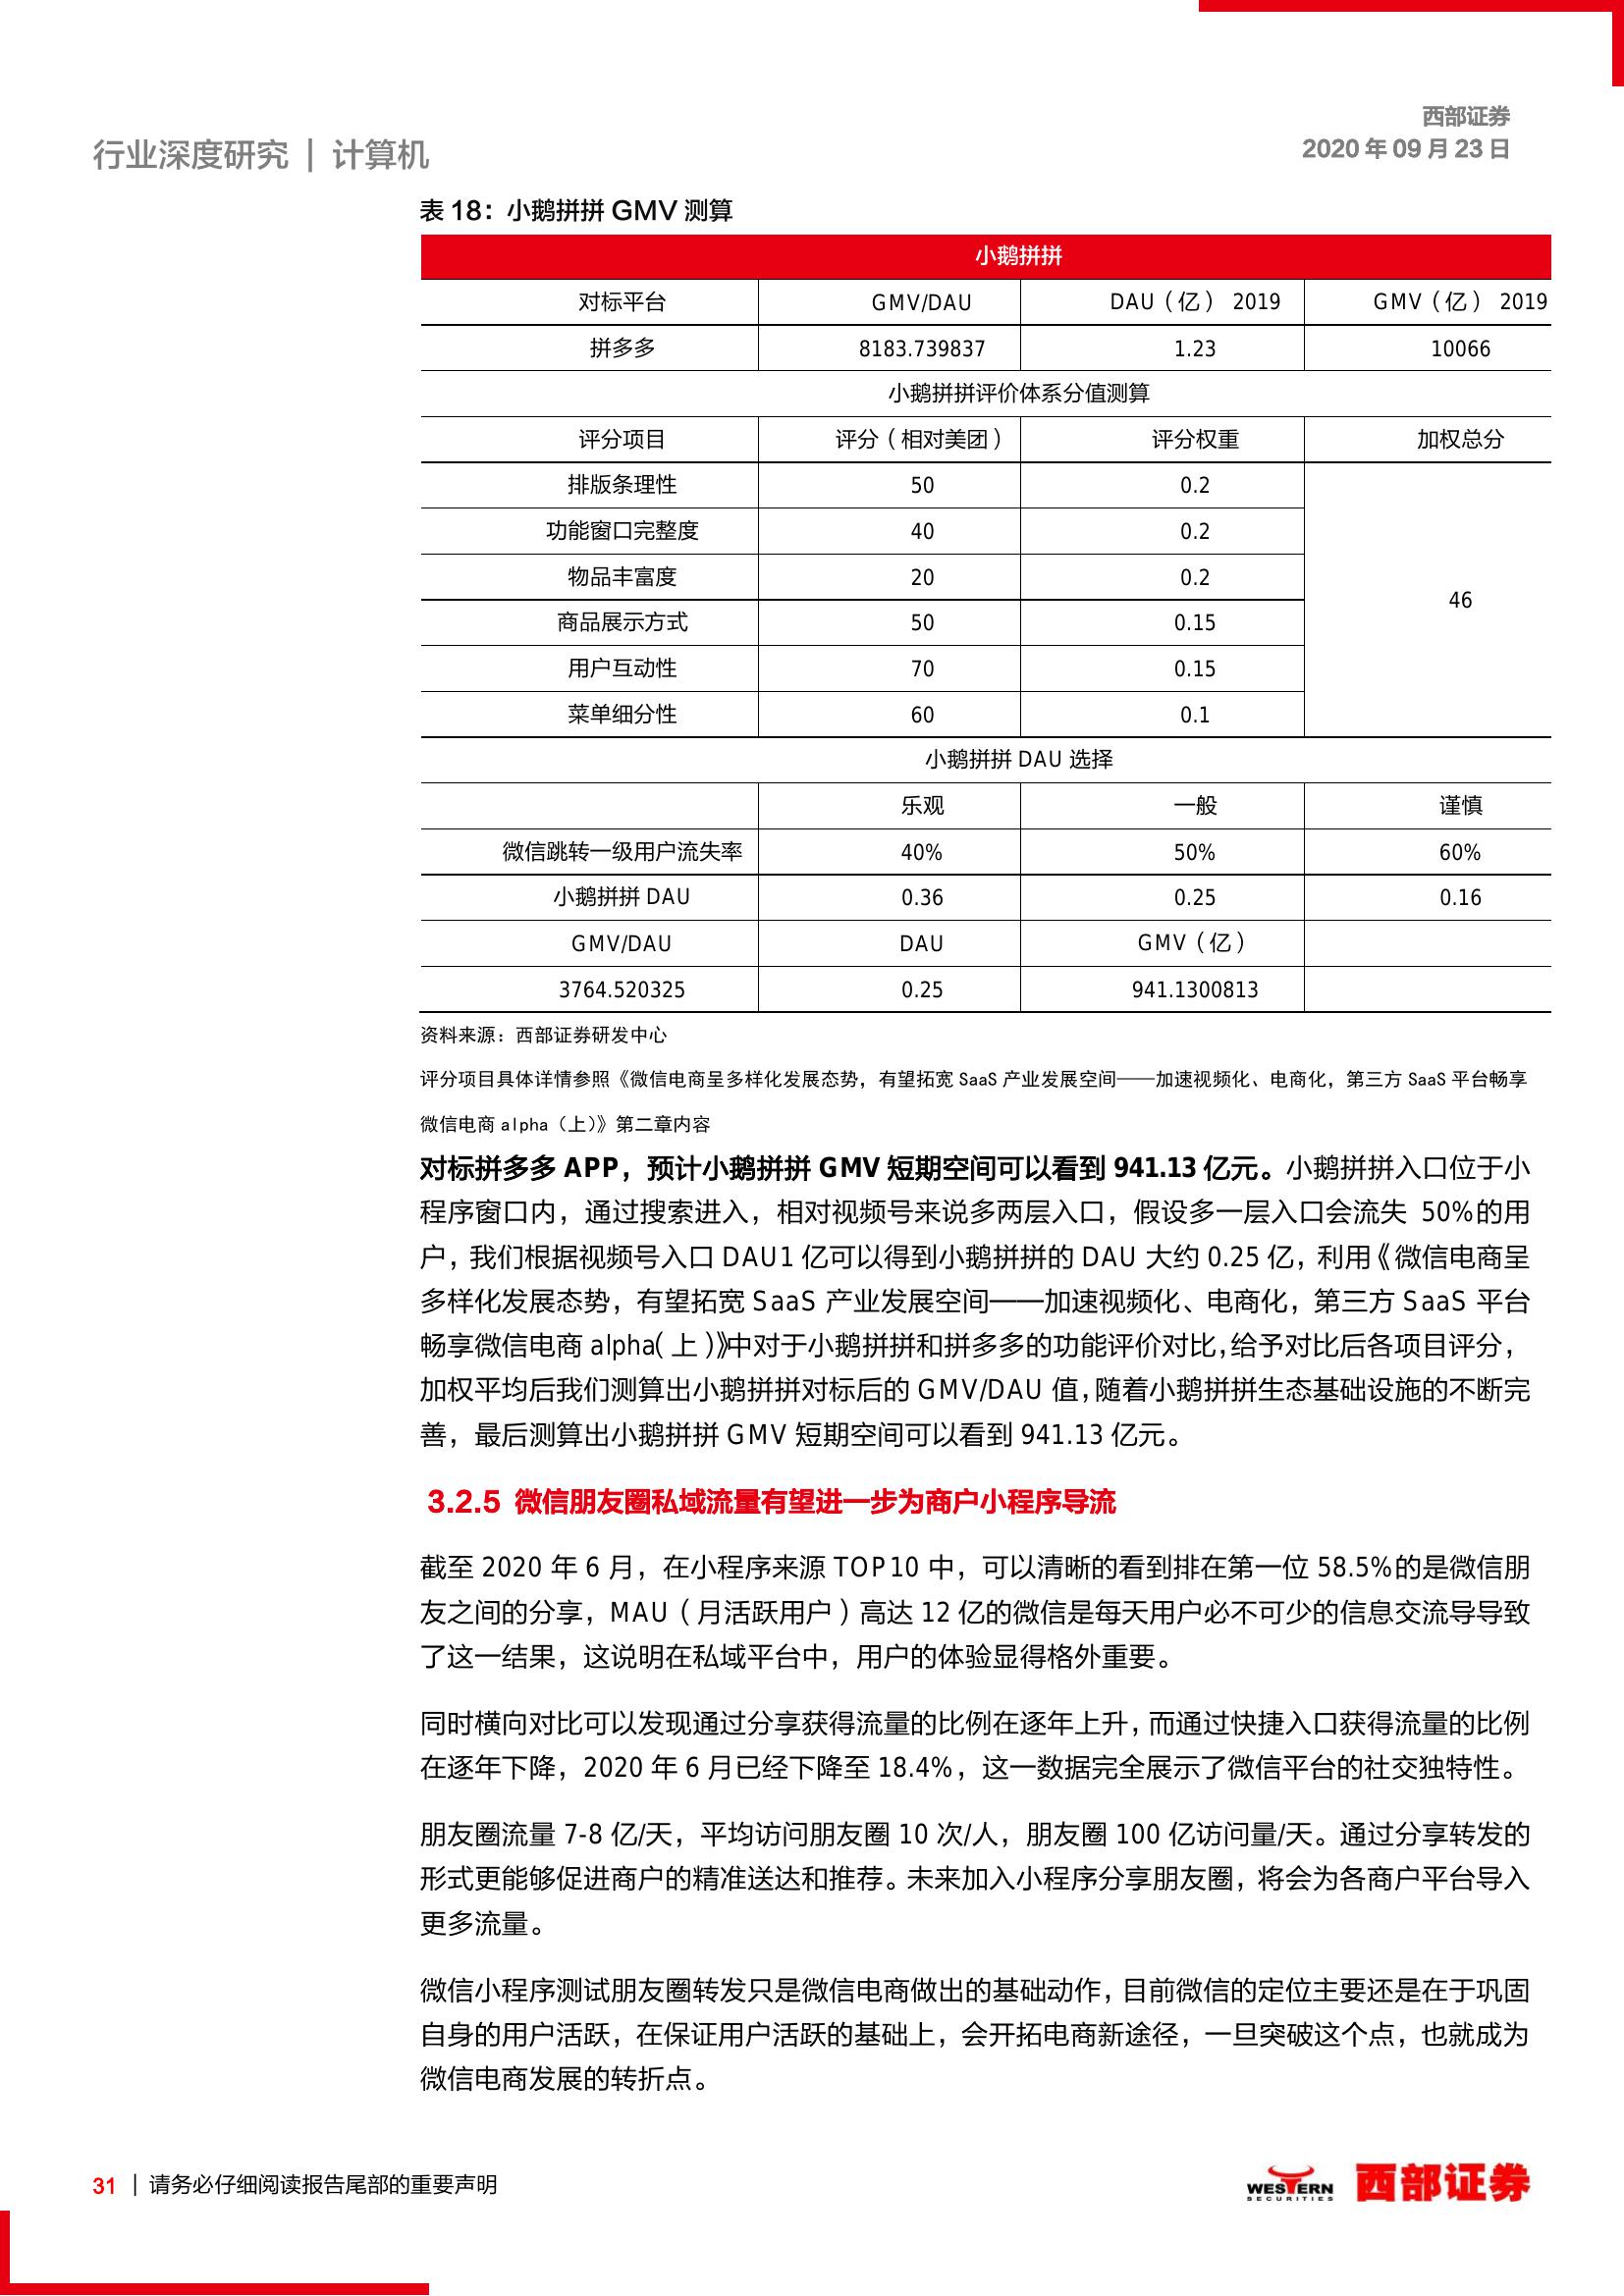 西部证券
行业深度研究 | 计算机
2020 年 09 月 23 日
表 18：小鹅拼拼 GMV 测算
小鹅拼拼
对标平台 GMV/DAU DAU（亿） 2019 GMV（亿） 2019
拼多多 8183.739837 1.23 10066
小鹅拼拼评价体系分值测算
评分项目 评分（相对美团） 评分权重 加权总分
排版条理性 50 0.2
功能窗口完整度 40 0.2
物品丰富度 20 0.2
46
商品展示方式 50 0.15
用户互动性 70 0.15
菜单细分性 60 0.1
小鹅拼拼 DAU 选择
乐观 一般 谨慎
微信跳转一级用户流失率 40% 50% 60%
小鹅拼拼 DAU 0.36 0.25 0.16
GMV/DAU DAU GMV（亿）
3764.520325 0.25 941.1300813
资料来源：西部证券研发中心
评分项目具体详情参照《微信电商呈多样化发展态势，有望拓宽 SaaS 产业发展空间——加速视频化、电商化，第三方 SaaS 平台畅享
微信电商 alpha（上）》第二章内容
对标拼多多 APP，预计小鹅拼拼 GMV 短期空间可以看到 941.13 亿元。小鹅拼拼入口位于小
程序窗口内，通过搜索进入，相对视频号来说多两层入口，假设多一层入口会流失 50%的用
户，我们根据视频号入口 DAU1 亿可以得到小鹅拼拼的 DAU 大约 0.25 亿，利用《微信电商呈
多样化发展态势，有望拓宽 SaaS 产业发展空间——加速视频化、电商化，第三方 SaaS 平台
畅享微信电商 alpha（上）》中对于小鹅拼拼和拼多多的功能评价对比，给予对比后各项目评分，
加权平均后我们测算出小鹅拼拼对标后的 GMV/DAU 值，随着小鹅拼拼生态基础设施的不断完
善，最后测算出小鹅拼拼 GMV 短期空间可以看到 941.13 亿元。
3.2.5 微信朋友圈私域流量有望进一步为商户小程序导流
截至 2020 年 6 月，在小程序来源 TOP10 中，可以清晰的看到排在第一位 58.5%的是微信朋
友之间的分享，MAU（月活跃用户）高达 12 亿的微信是每天用户必不可少的信息交流导导致
了这一结果，这说明在私域平台中，用户的体验显得格外重要。
同时横向对比可以发现通过分享获得流量的比例在逐年上升，而通过快捷入口获得流量的比例
在逐年下降，2020 年 6 月已经下降至 18.4%，这一数据完全展示了微信平台的社交独特性。
朋友圈流量 7-8 亿/天，平均访问朋友圈 10 次/人，朋友圈 100 亿访问量/天。通过分享转发的
形式更能够促进商户的精准送达和推荐。未来加入小程序分享朋友圈，将会为各商户平台导入
更多流量。
微信小程序测试朋友圈转发只是微信电商做出的基础动作，目前微信的定位主要还是在于巩固
自身的用户活跃，在保证用户活跃的基础上，会开拓电商新途径，一旦突破这个点，也就成为
微信电商发展的转折点。
31 | 请务必仔细阅读报告尾部的重要声明
WESTERN
SECURITIES
西部证券